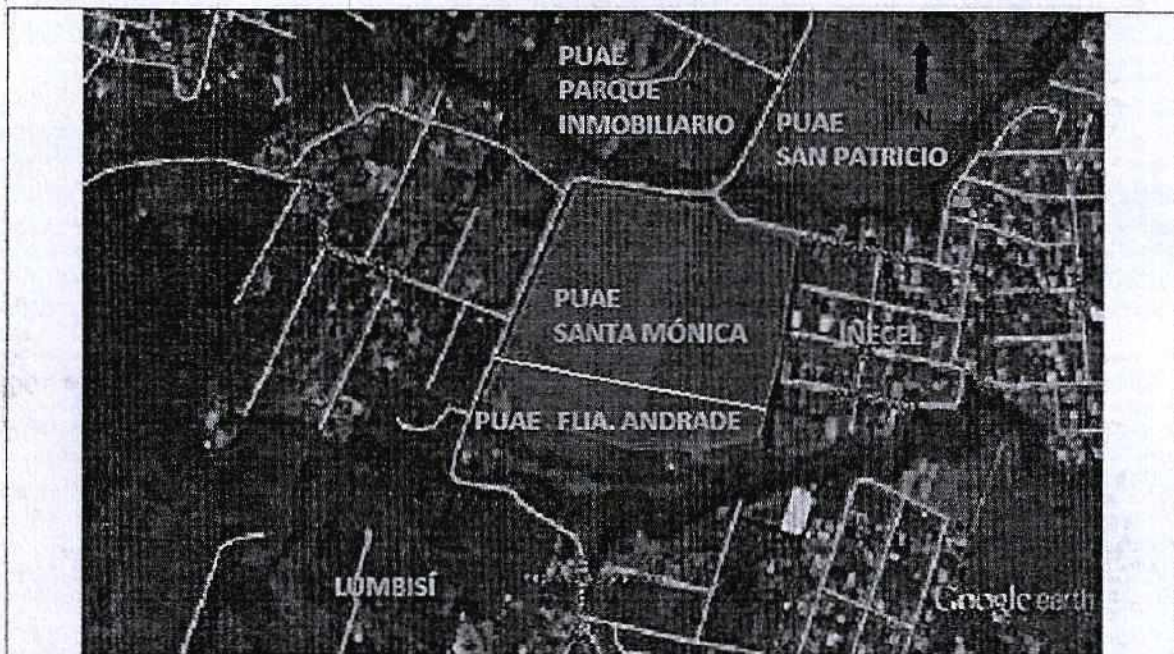 PUAE
PARQUE
INMOBILIARIO
PUAE
SAN PATRICIO
N
PUAE
SANTA MÓNICA
INECEL
PUAE FLIA. ANDRADE
LUMBISÍ
Google earth